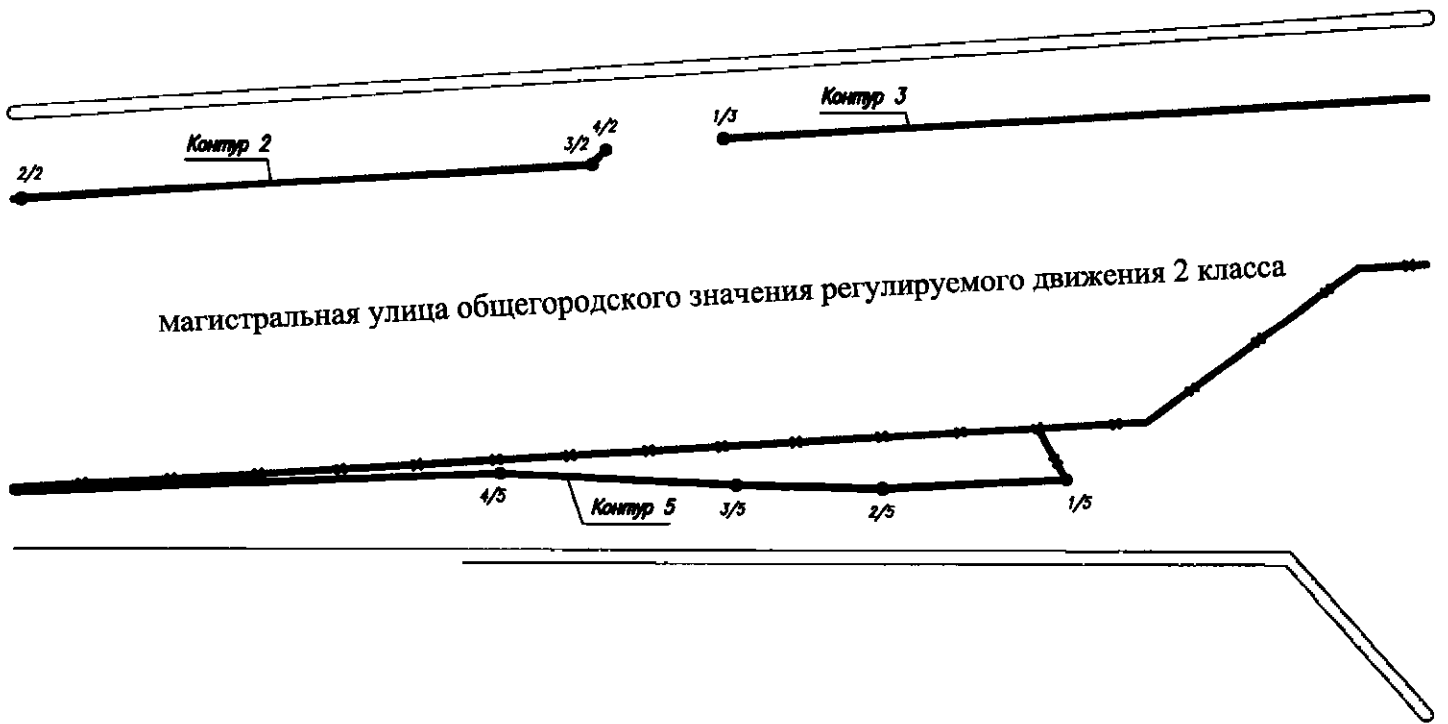 Контур 3
1/3
4/2
Контур 2
3/2
2/2
магистральная улица общегородского значения регулируемого движения 2 класса
4/5
Контур 5
3/5
2/5
1/5